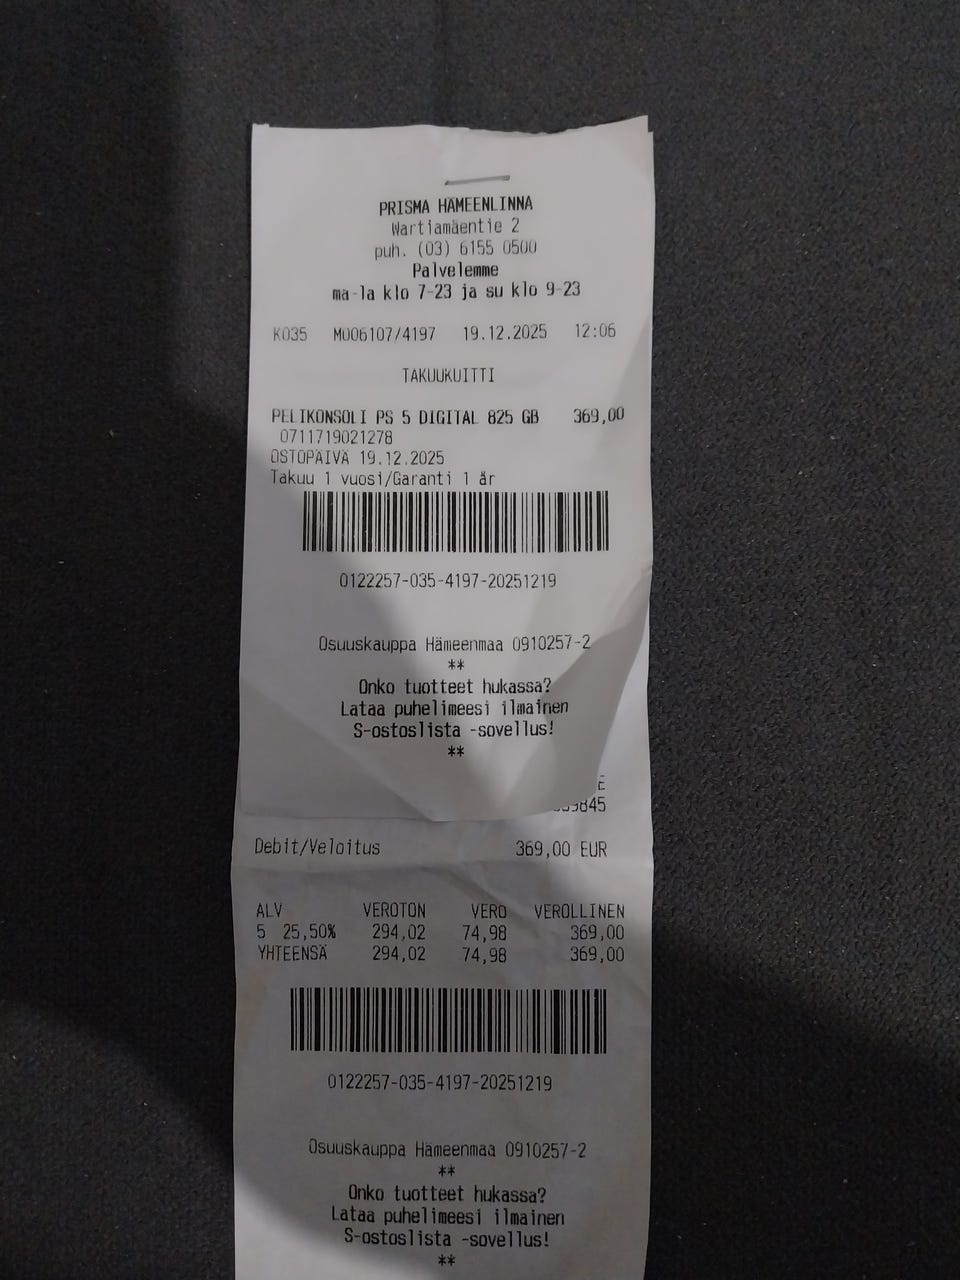 PRISMA HÄMEENLINNA
Wartiamäentie 2
puh. (03) 6155 0500
Palvelemme
ma-la klo 7-23 ja su klo 9-23
K035 M006107/4197 19.12.2025 12:06
TAKUUKUITTI
PELIKONSOLI PS 5 DIGITAL 825 GB 369,00
0711719021278
OSTOPÄIVÄ 19.12.2025
Takuu 1 vuosi/Garanti 1 år
0122257-035-4197-20251219
Osuuskauppa Hämeenmaa 0910257-2
**
Onko tuotteet hukassa?
Lataa puhelimeesi ilmainen
S-ostoslista -sovellus!
**
E
9845
Debit/Veloitus 369,00 EUR
ALV VEROTON VERO VEROLLINEN
5 25,50% 294,02 74,98 369,00
YHTEENSÄ 294,02 74,98 369,00
0122257-035-4197-20251219
Osuuskauppa Hämeenmaa 0910257-2
**
Onko tuotteet hukassa?
Lataa puhelimeesi ilmainen
S-ostoslista -sovellus!
**